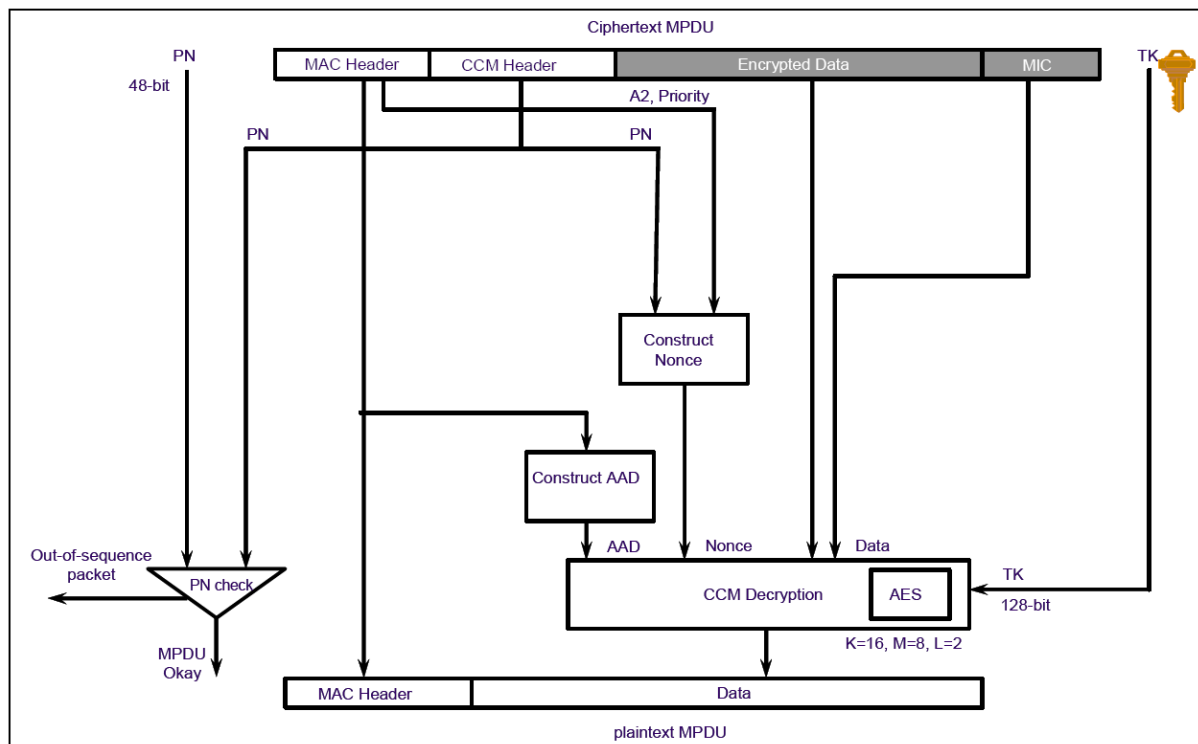 Ciphertext MPDU
PN
48-bit
MAC Header
CCM Header
Encrypted Data
MIC
TK
A2, Priority
PN
PN
Construct
Nonce
Construct AAD
AAD
Nonce
Data
Out-of-sequence
packet
PN check
CCM Decryption
AES
TK
128-bit
K=16, M=8, L=2
MPDU
Okay
MAC Header
Data
plaintext MPDU